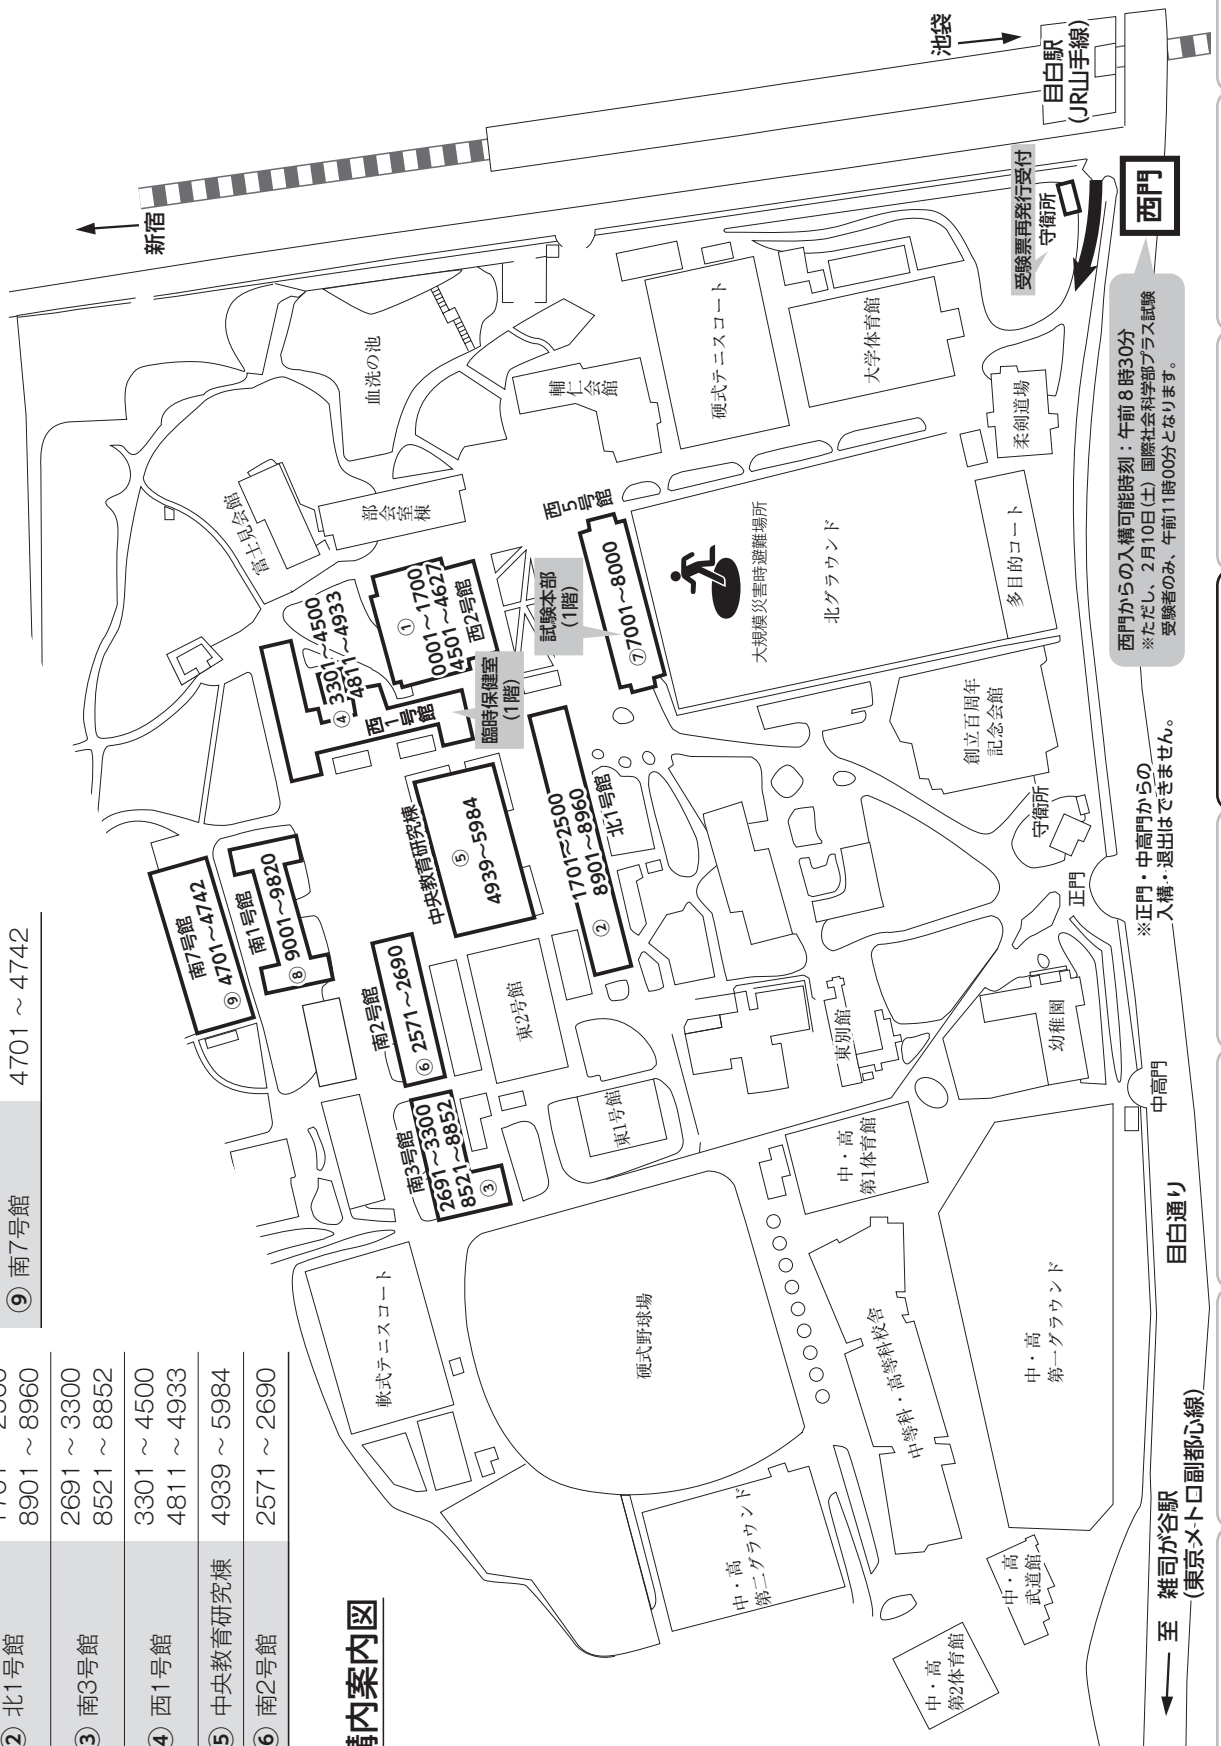 ② 北1号館
8901 ～ 8960
③ 南3号館
2691 ～ 3300
8521 ～ 8852
④ 西1号館
3301 ～ 4500
4811 ～ 4933
⑤ 中央教育研究棟 4939 ～ 5984
⑥ 南2号館 2571 ～ 2690
⑨ 南7号館 4701 ～ 4742
構内案内図
新宿
池袋
目白駅
(JR山手線)
西門
受験票再発行受付
守衛所
西門からの入構可能時刻：午前8時30分
※ただし、2月10日(土) 国際社会科学部プラス試験
受験者のみ、午前11時00分となります。
血洗の池
富士見会館
部会室棟
輔仁会館
硬式テニスコート
大学体育館
柔剣道場
西5号館
⑦7001～8000
試験本部
(1階)
大規模災害時避難場所
北グラウンド
多目的コート
①
0001～1700
4501～4627
西2号館
臨時保健室
(1階)
④
3301～4500
4811～4933
西1号館
中央教育研究棟
⑤
4939～5984
②
1701～2500
8901～8960
北1号館
創立百周年
記念会館
守衛所
正門
※正門・中高門からの
入構・退出はできません。
南7号館
⑨ 4701～4742
南1号館
⑧ 9001～9820
南2号館
⑥ 2571～2690
南3号館
2691～3300
8521～8852
③
東2号館
東1号館
東別館
幼稚園
中高門
中・高
第1体育館
軟式テニスコート
硬式野球場
中等科・高等科校舎
中・高
第一グラウンド
中・高
第二グラウンド
中・高
武道館
中・高
第2体育館
目白通り
至 雑司が谷駅
(東京メトロ副都心線)